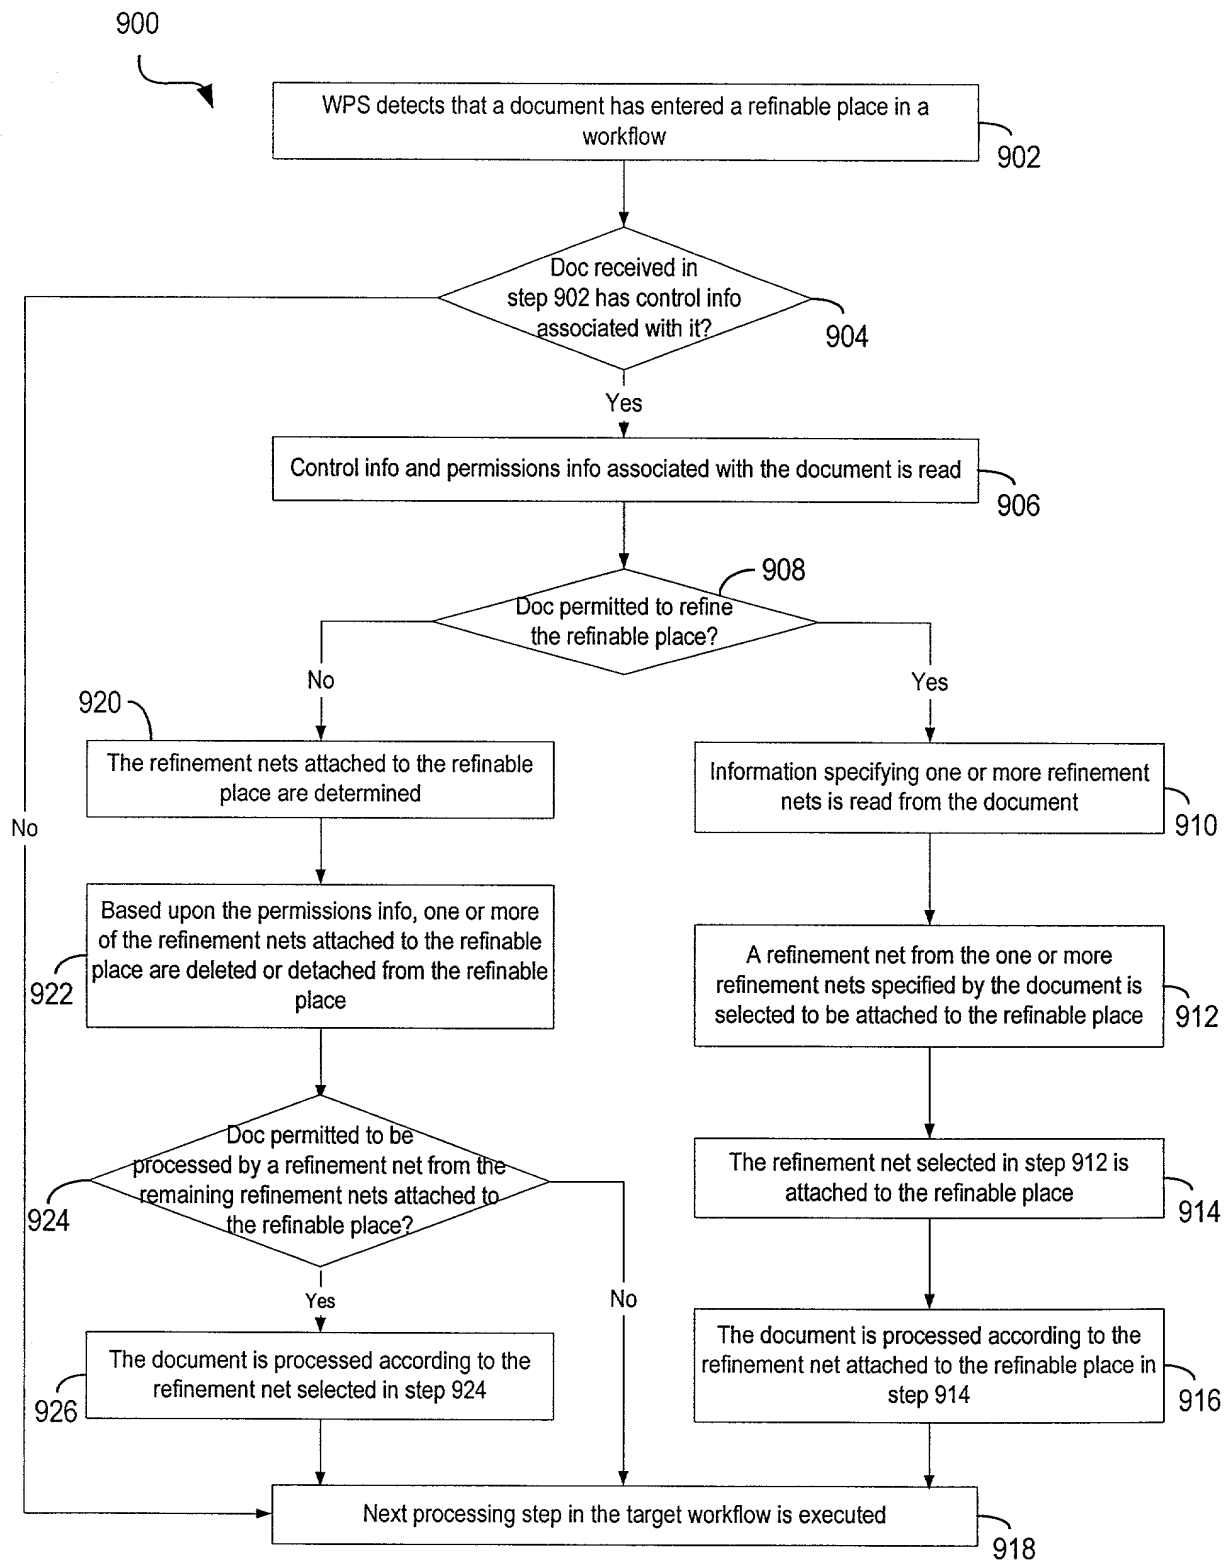 900
WPS detects that a document has entered a refinable place in a
workflow
902
Doc received in
step 902 has control info
associated with it?
904
Yes
Control info and permissions info associated with the document is read
906
908
Doc permitted to refine
the refinable place?
No
Yes
920
The refinement nets attached to the refinable
place are determined
Information specifying one or more refinement
nets is read from the document
910
No
Based upon the permissions info, one or more
of the refinement nets attached to the refinable
place are deleted or detached from the refinable
place
922
A refinement net from the one or more
refinement nets specified by the document is
selected to be attached to the refinable place
912
Doc permitted to be
processed by a refinement net from the
remaining refinement nets attached to
the refinable place?
924
The refinement net selected in step 912 is
attached to the refinable place
914
Yes
No
The document is processed according to the
refinement net selected in step 924
926
The document is processed according to the
refinement net attached to the refinable place in
step 914
916
Next processing step in the target workflow is executed
918